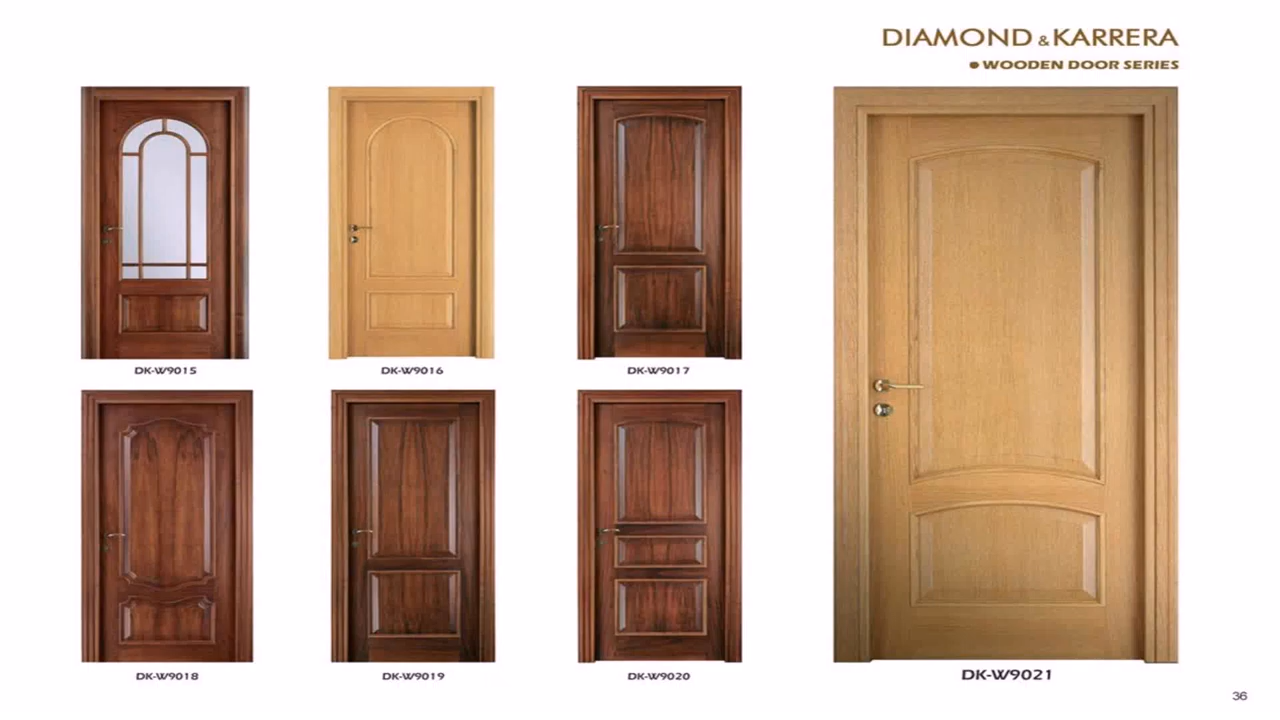 DIAMOND & KARRERA
● WOODEN DOOR SERIES
DK-W9015
DK-W9016
DK-W9017
DK-W9018
DK-W9019
DK-W9020
DK-W9021
36